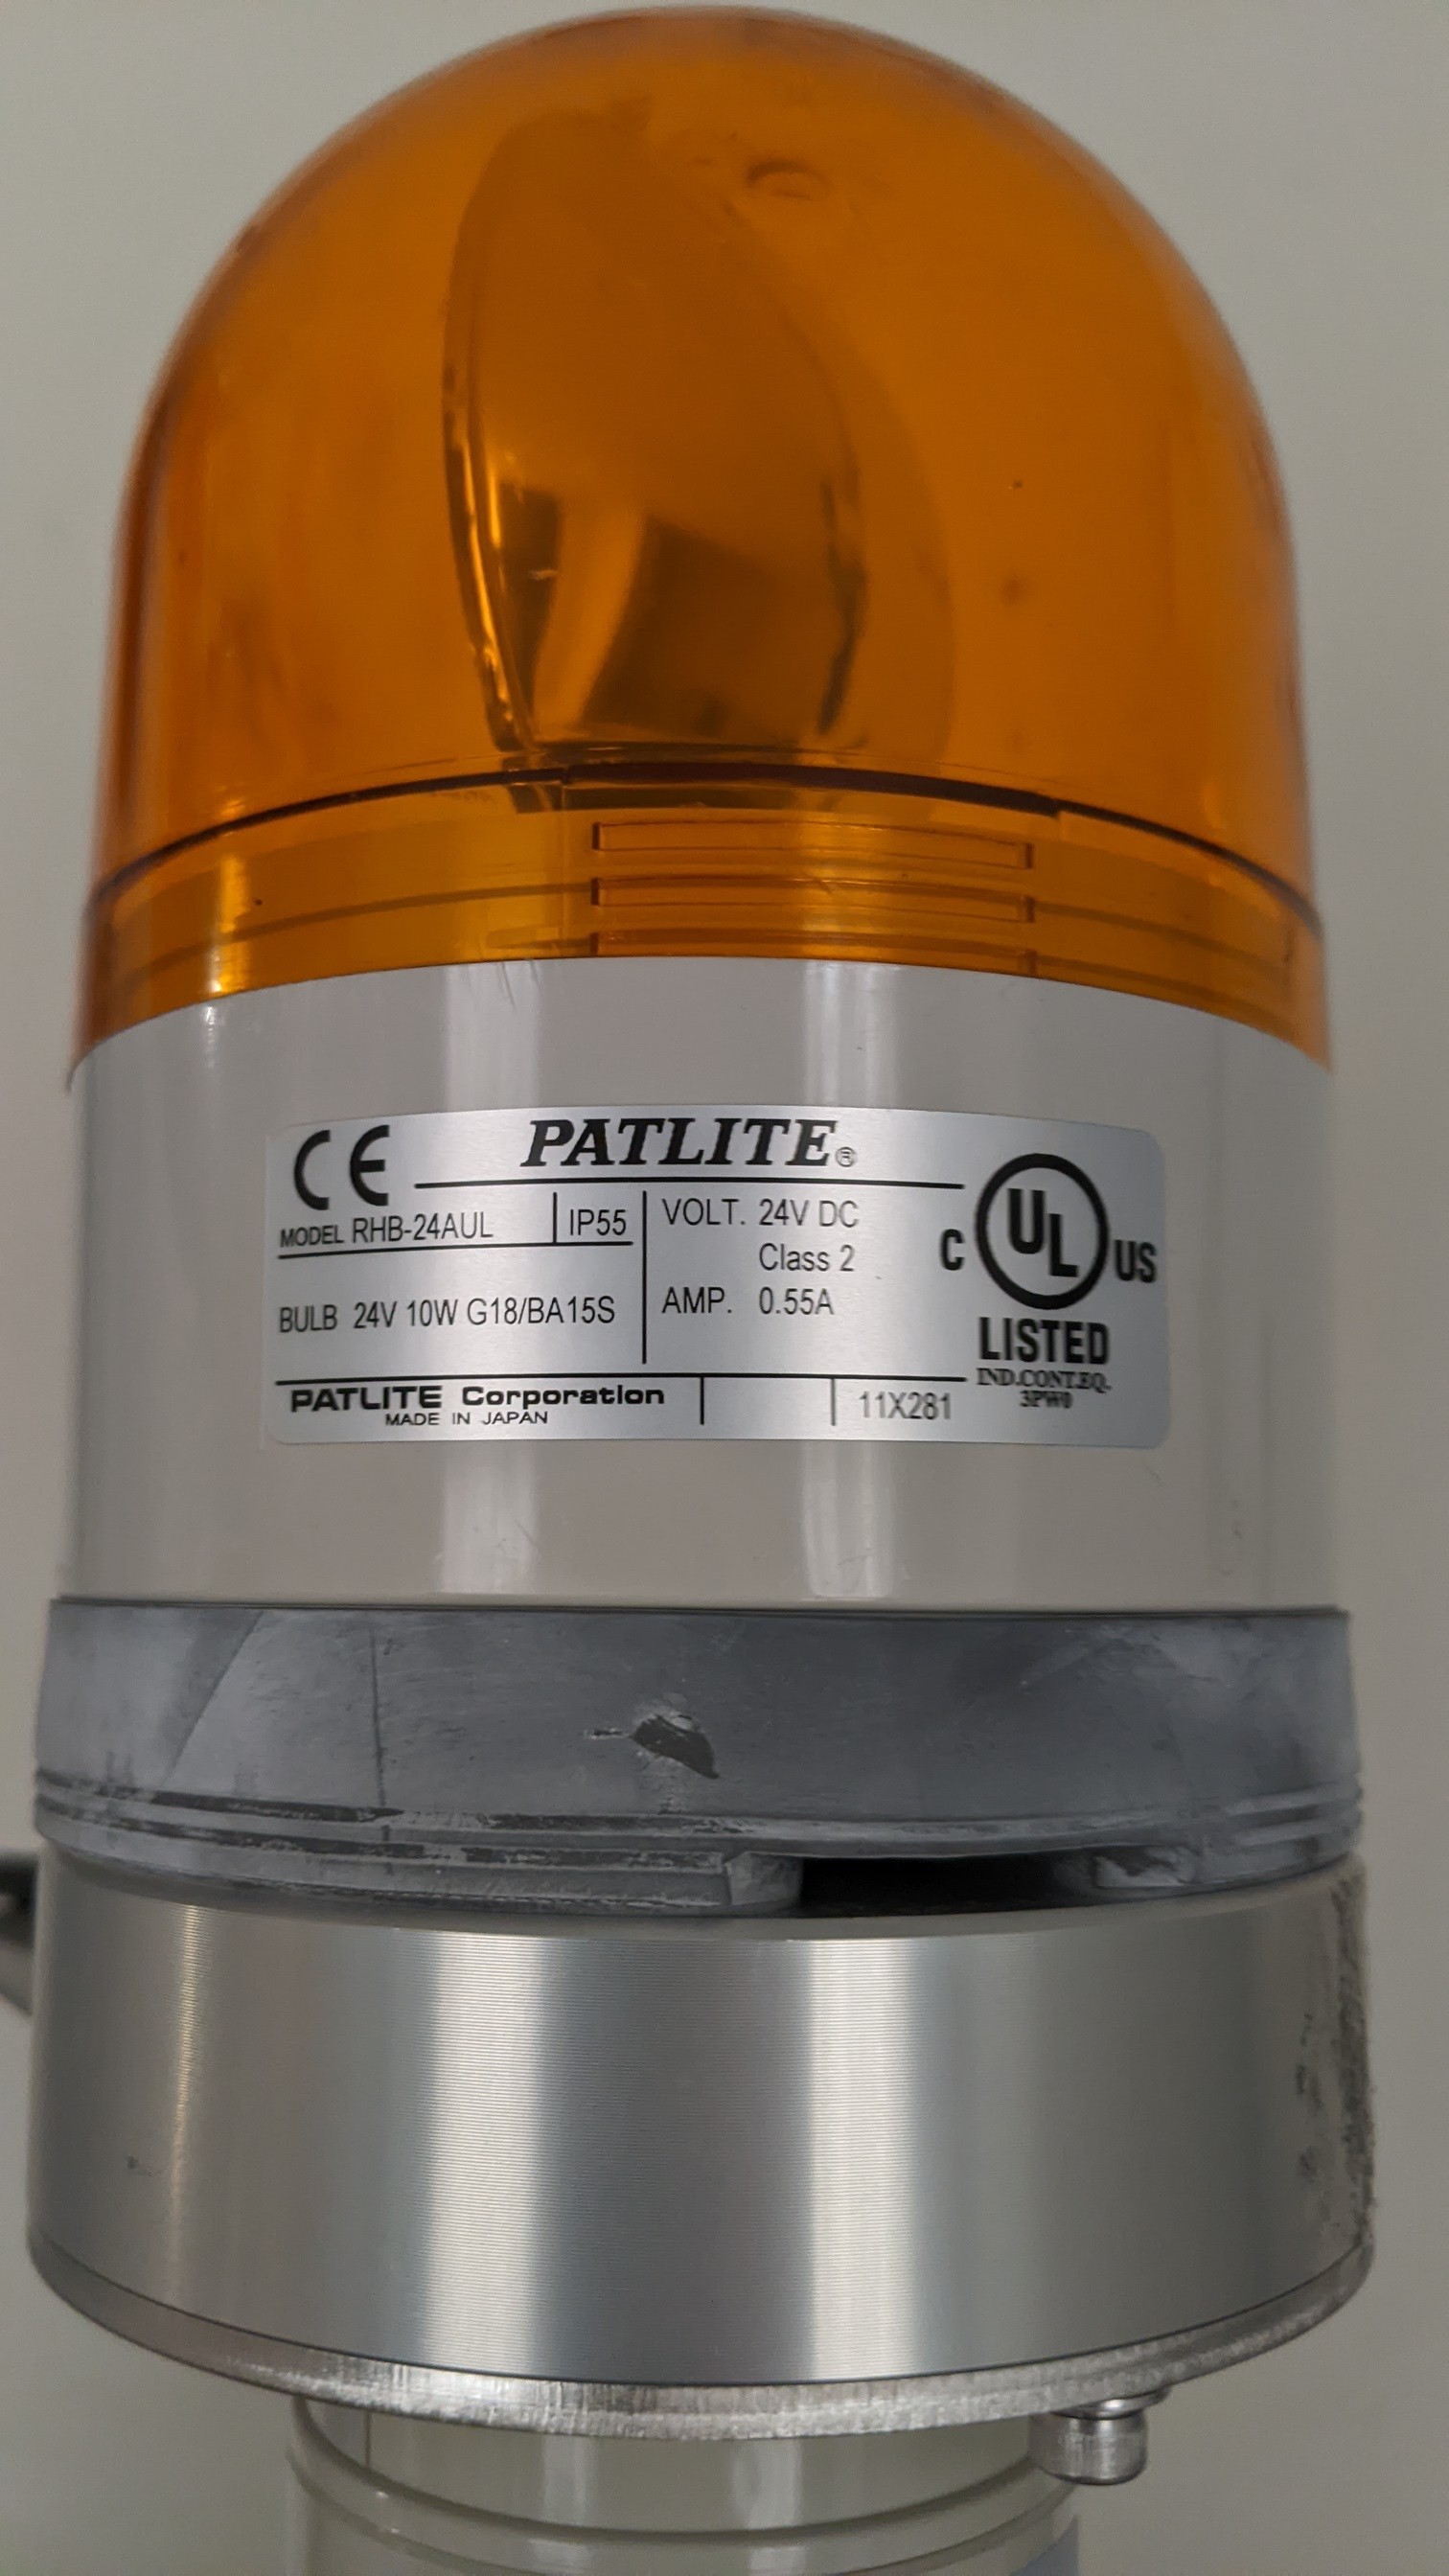 CE PATLITE®
MODEL RHB-24AUL IP55
BULB 24V 10W G18/BA15S
VOLT. 24V DC
Class 2
AMP. 0.55A
C UL US
LISTED
IND.CONT.EQ.
3PW0
PATLITE Corporation
MADE IN JAPAN
11X281